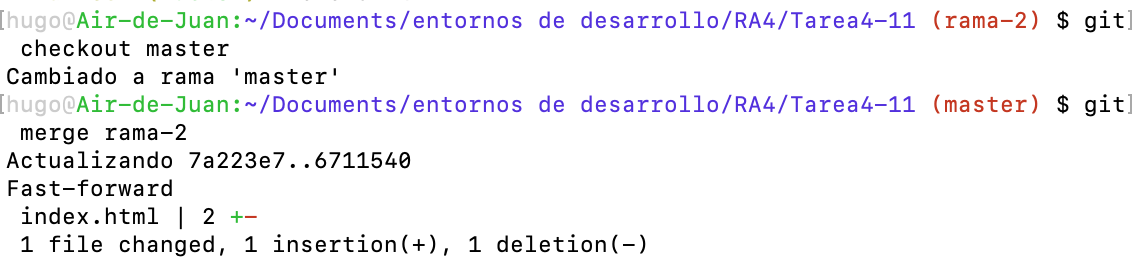 [hugo@Air-de-Juan:~/Documents/entornos de desarrollo/RA4/Tarea4-11 (rama-2) $ git]
checkout master
Cambiado a rama 'master'
[hugo@Air-de-Juan:~/Documents/entornos de desarrollo/RA4/Tarea4-11 (master) $ git]
merge rama-2
Actualizando 7a223e7..6711540
Fast-forward
index.html | 2 +-
1 file changed, 1 insertion(+), 1 deletion(-)